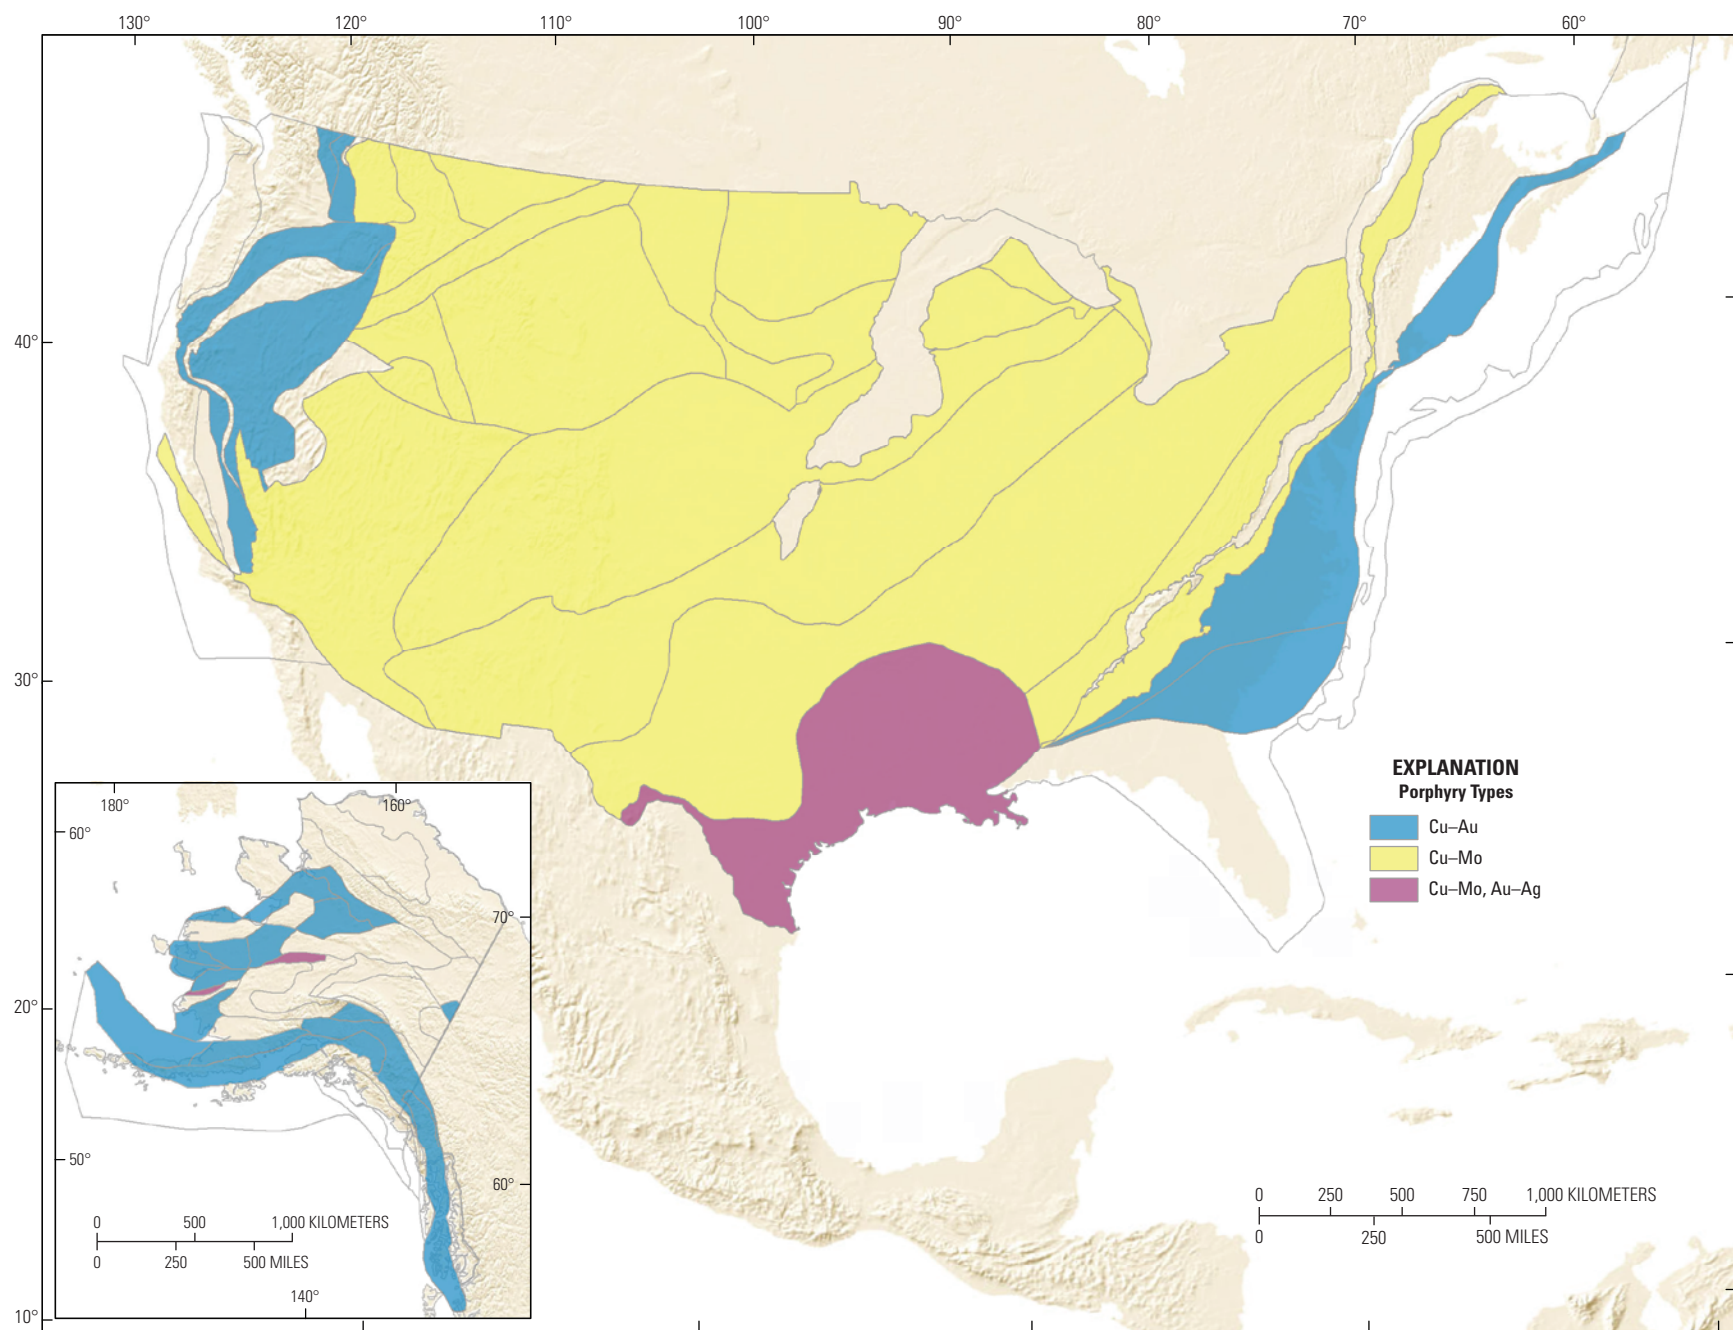 130°
120°
110°
100°
90°
80°
70°
60°
40°
30°
20°
10°
EXPLANATION
Porphyry Types
Cu–Au
Cu–Mo
Cu–Mo, Au–Ag
180°
160°
60°
70°
50°
60°
0 500 1,000 KILOMETERS
0 250 500 MILES
140°
0 250 500 750 1,000 KILOMETERS
0 250 500 MILES